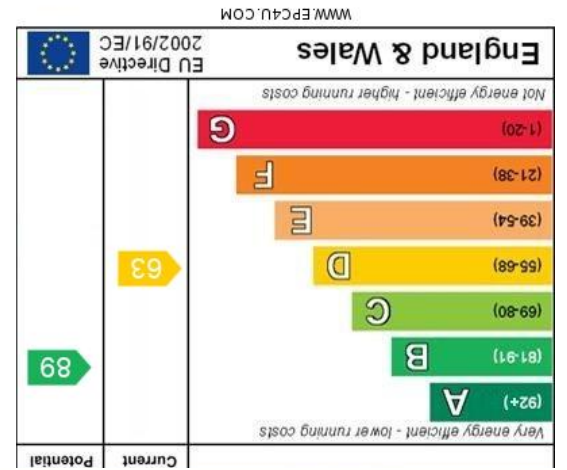 Current Potential
Very energy efficient - lower running costs
(92+) A
(81-91) B
89
(69-80) C
(55-68) D
63
(39-54) E
(21-38) F
(1-20) G
Not energy efficient - higher running costs
England & Wales
EU Directive
2002/91/EC
WWW.EPC4U.COM